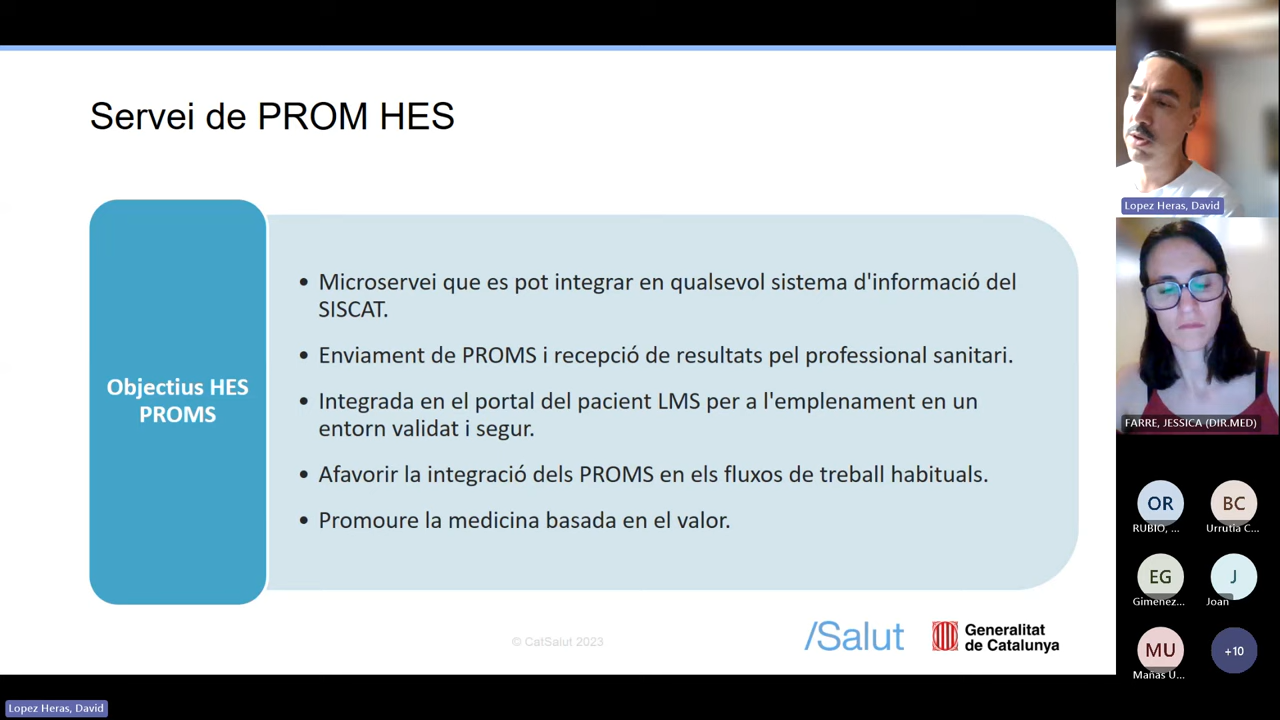 Servei de PROM HES
Objectius HES
PROMS
• Microservei que es pot integrar en qualsevol sistema d'informació del
SISCAT.
• Enviament de PROMS i recepció de resultats pel professional sanitari.
• Integrada en el portal del pacient LMS per a l'emplenament en un
entorn validat i segur.
• Afavorir la integració dels PROMS en els fluxos de treball habituals.
• Promoure la medicina basada en el valor.
© CatSalut 2023
/Salut
Generalitat
de Catalunya
Lopez Heras, David
FARRE, JESSICA (DIR.MED)
OR
RUBIO, ...
BC
Urrutia C...
EG
Gimenez...
J
Joan
MU
Mañas U...
+10
Lopez Heras, David